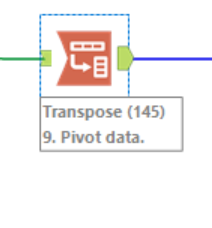 Transpose (145)
9. Pivot data.